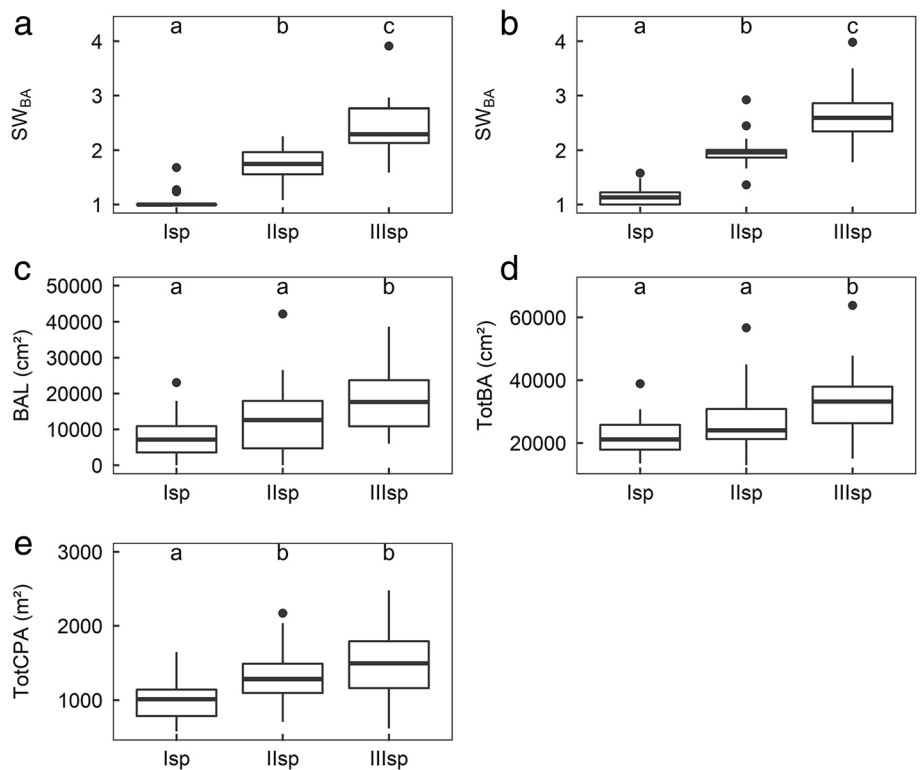 a
a b c
4
3
2
1
SW_BA
Isp IIsp IIIsp
b
a b c
4
3
2
1
SW_BA
Isp IIsp IIIsp
c
a a b
50000
40000
30000
20000
10000
0
BAL (cm²)
Isp IIsp IIIsp
d
a a b
60000
40000
20000
TotBA (cm²)
Isp IIsp IIIsp
e
a b b
3000
2000
1000
TotCPA (m²)
Isp IIsp IIIsp